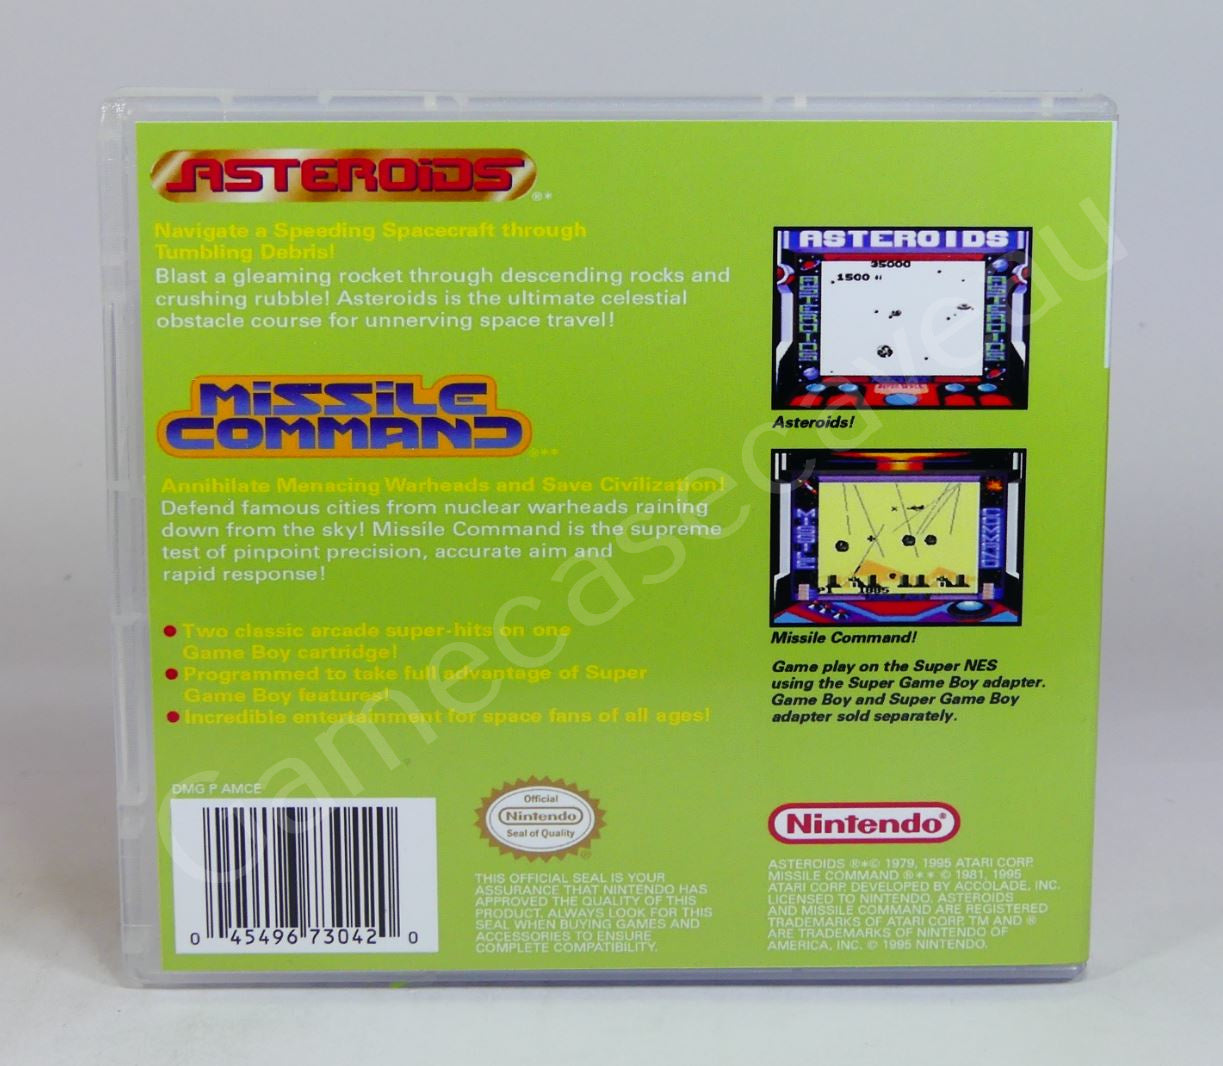 ASTEROiDS
®*
Navigate a Speeding Spacecraft through
Tumbling Debris!
Blast a gleaming rocket through descending rocks and
crushing rubble! Asteroids is the ultimate celestial
obstacle course for unnerving space travel!
MiSSiLE
COMMAND
®**
Annihilate Menacing Warheads and Save Civilization!
Defend famous cities from nuclear warheads raining
down from the sky! Missile Command is the supreme
test of pinpoint precision, accurate aim and
rapid response!
● Two classic arcade super-hits on one
Game Boy cartridge!
● Programmed to take full advantage of Super
Game Boy features!
● Incredible entertainment for space fans of all ages!
ASTEROIDS
35000
1500
ASTEROIDS
ASTEROIDS
Asteroids!
MISSILE
COMMAND
Missile Command!
Game play on the Super NES
using the Super Game Boy adapter.
Game Boy and Super Game Boy
adapter sold separately.
DMG P AMCE
0 45496 73042 0
Official
Nintendo
Seal of Quality
®
THIS OFFICIAL SEAL IS YOUR
ASSURANCE THAT NINTENDO HAS
APPROVED THE QUALITY OF THIS
PRODUCT. ALWAYS LOOK FOR THIS
SEAL WHEN BUYING GAMES AND
ACCESSORIES TO ENSURE
COMPLETE COMPATIBILITY.
Nintendo®
ASTEROIDS ®*© 1979, 1995 ATARI CORP.
MISSILE COMMAND ®** © 1981, 1995
ATARI CORP. DEVELOPED BY ACCOLADE, INC.
LICENSED TO NINTENDO. ASTEROIDS
AND MISSILE COMMAND ARE REGISTERED
TRADEMARKS OF ATARI CORP. TM AND ®
ARE TRADEMARKS OF NINTENDO OF
AMERICA, INC. © 1995 NINTENDO.
Gamecasecaveau